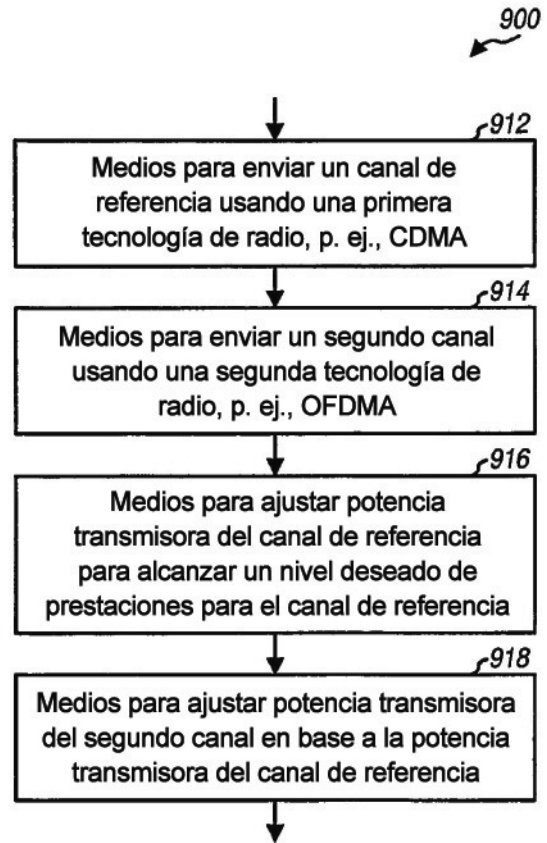 900
912
Medios para enviar un canal de
referencia usando una primera
tecnología de radio, p. ej., CDMA
914
Medios para enviar un segundo canal
usando una segunda tecnología de
radio, p. ej., OFDMA
916
Medios para ajustar potencia
transmisora del canal de referencia
para alcanzar un nivel deseado de
prestaciones para el canal de referencia
918
Medios para ajustar potencia transmisora
del segundo canal en base a la potencia
transmisora del canal de referencia